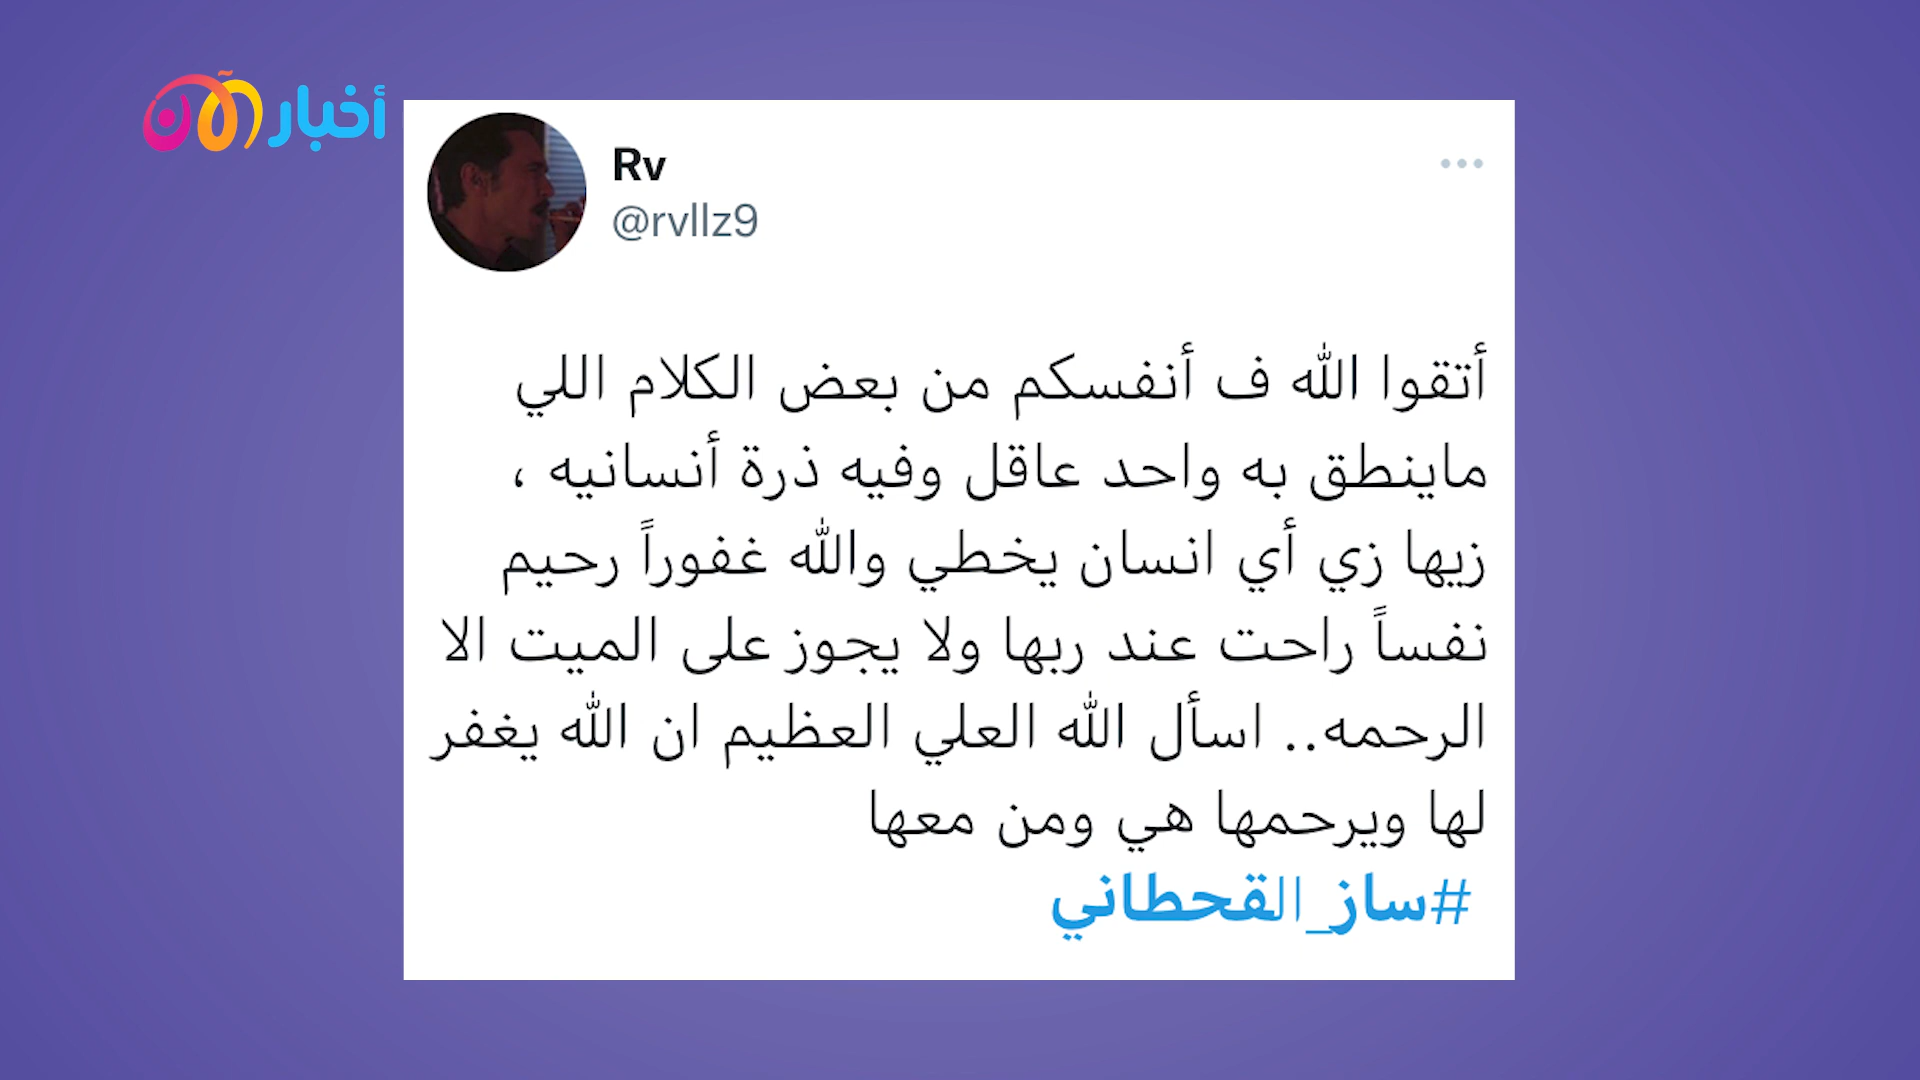 أخبار الآن
Rv
@rvllz9
أتقوا الله ف أنفسكم من بعض الكلام اللي
ماينطق به واحد عاقل وفيه ذرة أنسانيه ،
زيها زي أي انسان يخطي والله غفوراً رحيم
نفساً راحت عند ربها ولا يجوز على الميت الا
الرحمه.. اسأل الله العلي العظيم ان الله يغفر
لها ويرحمها هي ومن معها
#ساز_القحطاني